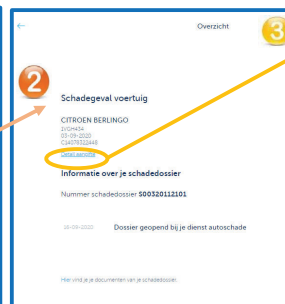 Overzicht
3
2
Schadegeval voertuig
CITROEN BERLINGO
1VGH434
03-09-2020
Detail aangifte
Informatie over je schadedossier
Nummer schadedossier S00320112101
Dossier geopend bij je dienst autoschade
Hier vind je je documenten van je schadedossier.